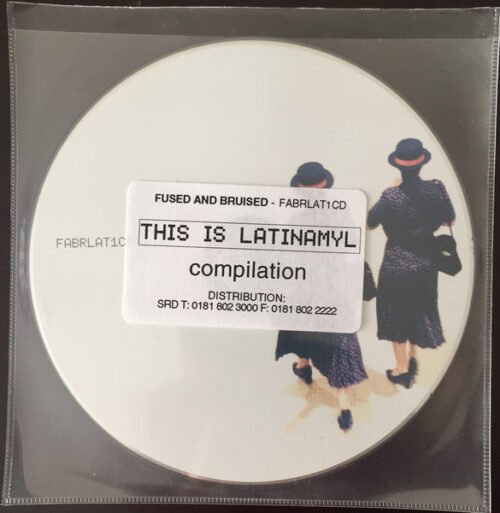 FUSED AND BRUISED - FABRLAT1CD
FABRLAT1C
THIS IS LATINAMYL
compilation
DISTRIBUTION:
SRD T: 0181 802 3000 F: 0181 802 2222